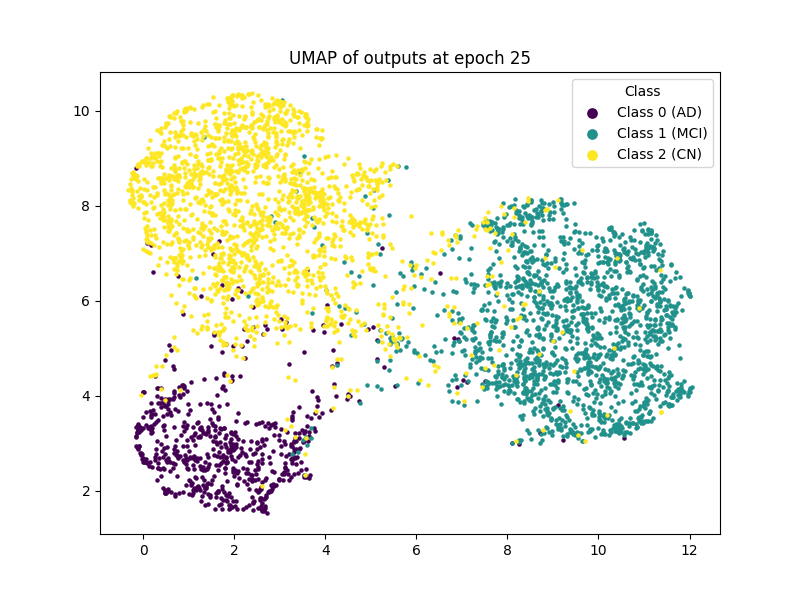 UMAP of outputs at epoch 25
Class
Class 0 (AD)
Class 1 (MCI)
Class 2 (CN)
10
8
6
4
2
0 2 4 6 8 10 12